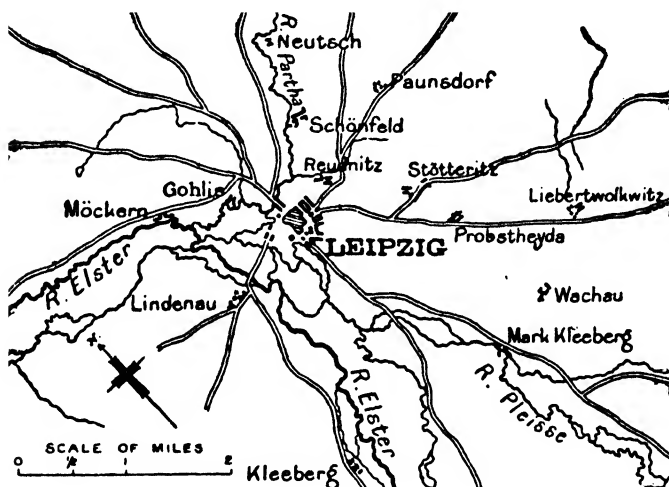 Neutsch
R. Partha
Paunsdorf
Schönfeld
Reudnitz
Stötteritz
Gohlis
Liebertwolkwitz
Möckern
Probstheyda
LEIPZIG
R. Elster
Wachau
Lindenau
Mark Kleeberg
R. Elster
R. Pleisse
SCALE OF MILES
0 ½ 1 2
Kleeberg